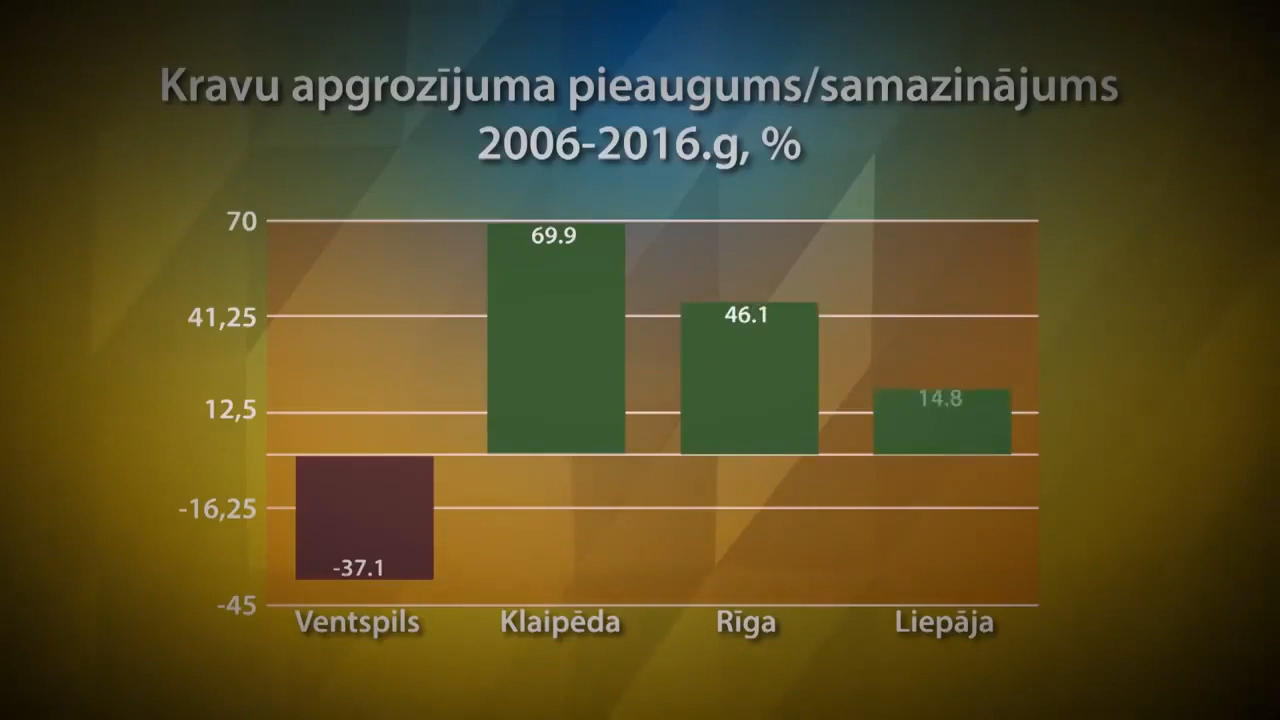 Kravu apgrozījuma pieaugums/samazinājums
2006-2016.g, %
70
69.9
41,25
46.1
12,5
14.8
-16,25
-37.1
-45
Ventspils
Klaipēda
Rīga
Liepāja